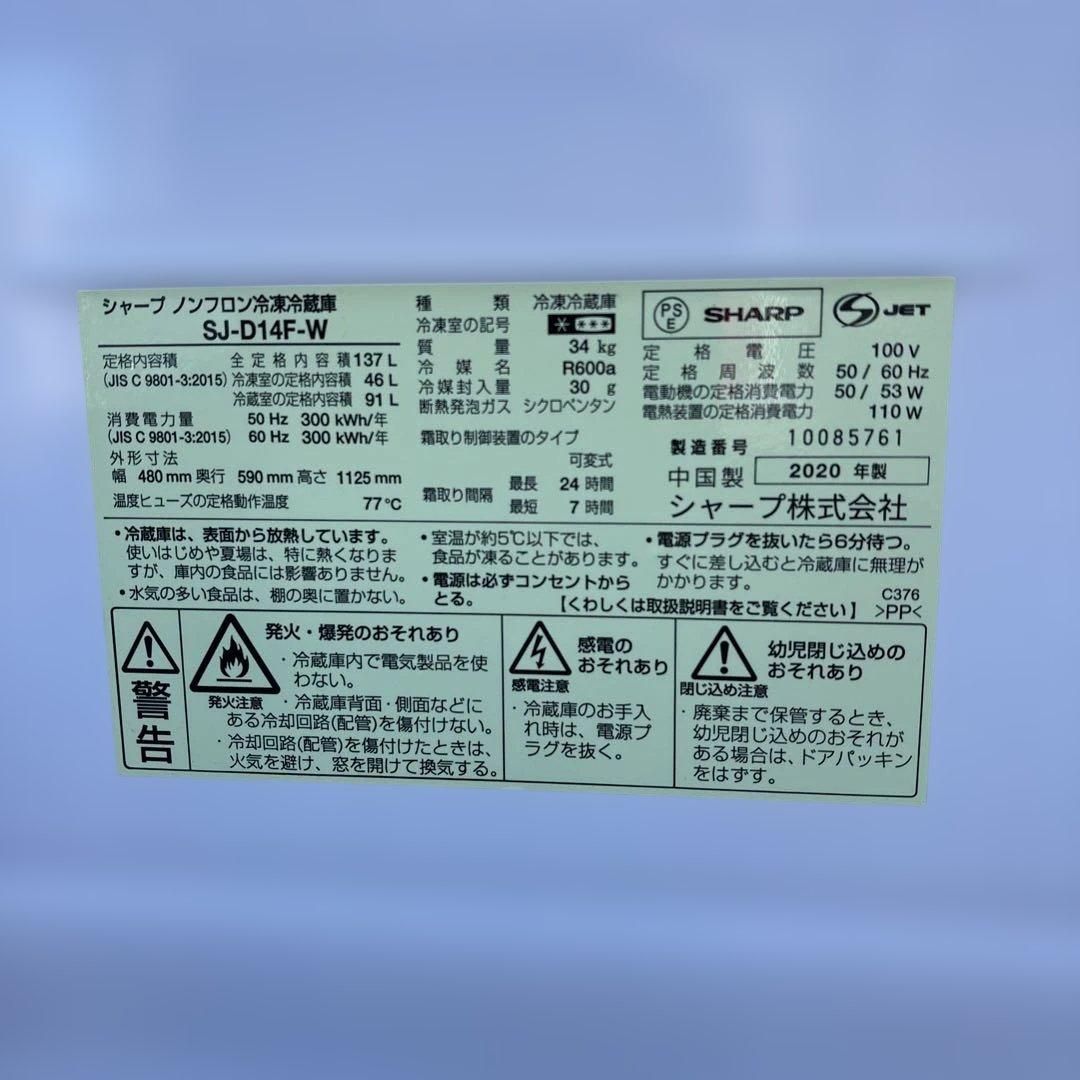 シャープ ノンフロン冷凍冷蔵庫
SJ-D14F-W
定格内容積 全定格内容積 137 L
(JIS C 9801-3:2015) 冷凍室の定格内容積 46 L
冷蔵室の定格内容積 91 L
消費電力量 50 Hz 300 kWh/年
(JIS C 9801-3:2015) 60 Hz 300 kWh/年
外形寸法
幅 480 mm 奥行 590 mm 高さ 1125 mm
温度ヒューズの定格動作温度 77℃
種類 冷凍冷蔵庫
冷凍室の記号
質量 34 kg
冷媒名 R600a
冷媒封入量 30 g
断熱発泡ガス シクロペンタン
霜取り制御装置のタイプ
可変式
霜取り間隔 最長 24 時間
最短 7 時間
PS
E
SHARP
JET
定格電圧 100 V
定格周波数 50 / 60 Hz
電動機の定格消費電力 50 / 53 W
電熱装置の定格消費電力 110 W
製造番号 10085761
中国製 2020 年製
シャープ株式会社
・冷蔵庫は、表面から放熱しています。
使いはじめや夏場は、特に熱くなりま
すが、庫内の食品には影響ありません。
・水気の多い食品は、棚の奥に置かない。
・室温が約5℃以下では、
食品が凍ることがあります。
・電源は必ずコンセントから
とる。
・電源プラグを抜いたら6分待つ。
すぐに差し込むと冷蔵庫に無理が
かかります。
C376
【くわしくは取扱説明書をご覧ください】 >PP<
警告
発火・爆発のおそれあり
発火注意
・冷蔵庫内で電気製品を使
わない。
・冷蔵庫背面・側面などに
ある冷却回路(配管)を傷付けない。
・冷却回路(配管)を傷付けたときは、
火気を避け、窓を開けて換気する。
感電の
おそれあり
感電注意
・冷蔵庫のお手入
れ時は、電源プ
ラグを抜く。
幼児閉じ込めの
おそれあり
閉じ込め注意
・廃棄まで保管するとき、
幼児閉じ込めのおそれが
ある場合は、ドアパッキン
をはずす。